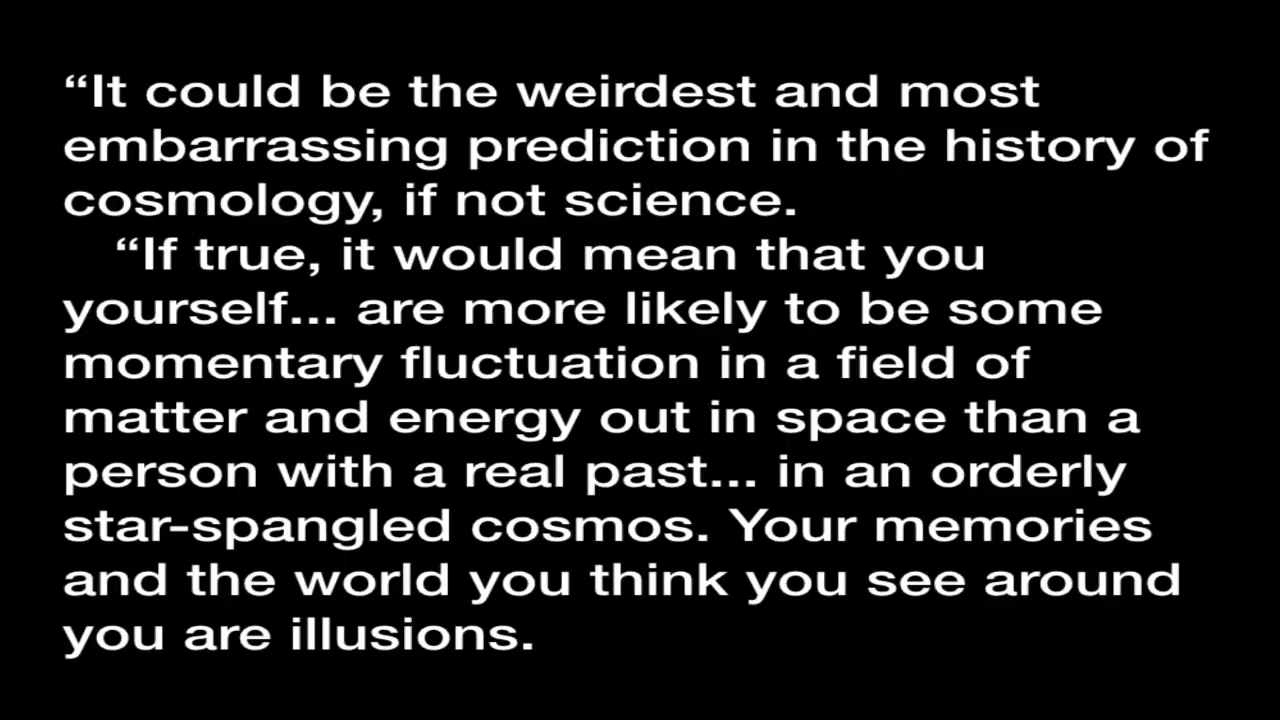 “It could be the weirdest and most
embarrassing prediction in the history of
cosmology, if not science.
“If true, it would mean that you
yourself... are more likely to be some
momentary fluctuation in a field of
matter and energy out in space than a
person with a real past... in an orderly
star-spangled cosmos. Your memories
and the world you think you see around
you are illusions.